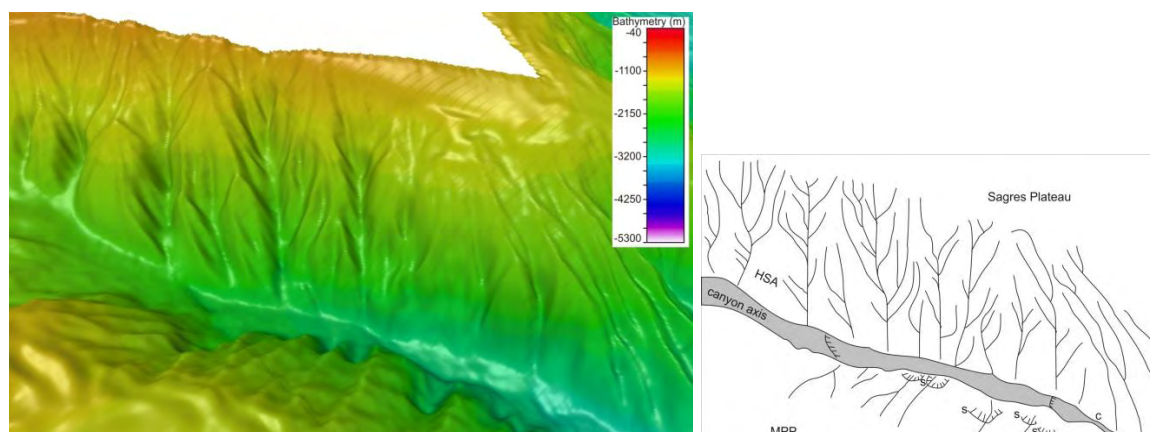 Bathymetry (m)
-40
-1100
-2150
-3200
-4250
-5300
Sagres Plateau
HSA
canyon axis
s
s
s
s
c
MPP